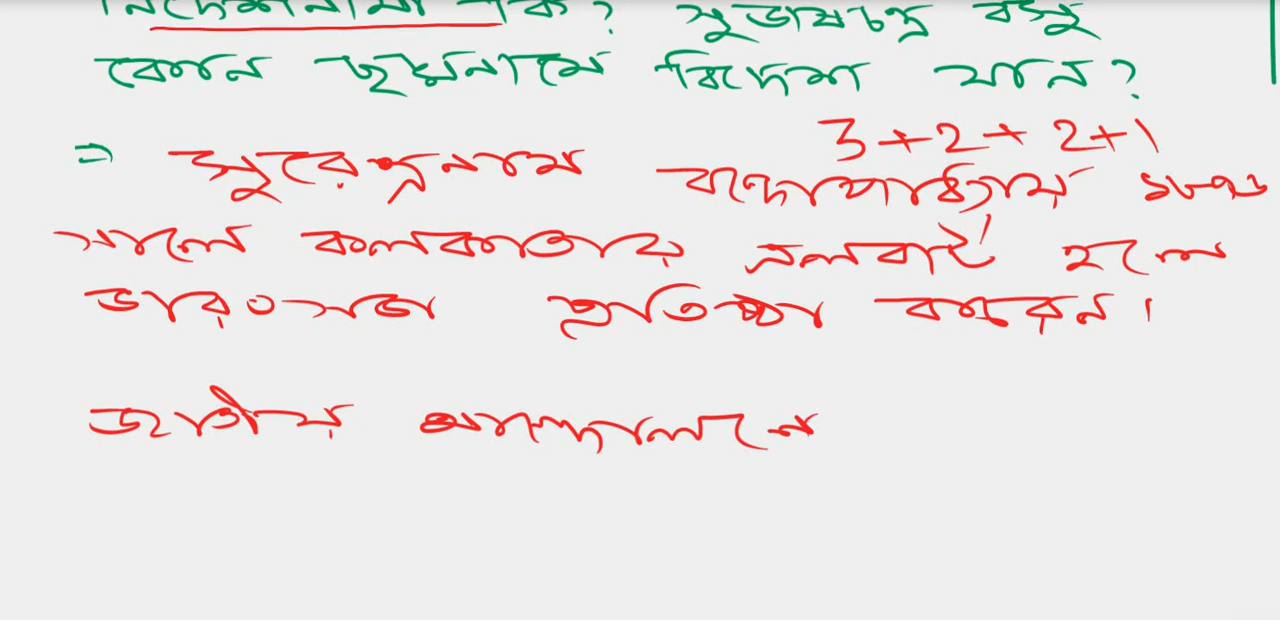 নির্দেশনামা কি? সুভাষচন্দ্র বসু
কোন ছদ্মনামে বিদেশ যান?
3+2+2+1
⇒ সুরেন্দ্রনাথ বন্দ্যোপাধ্যায় ১৮৭৬
সালে কলকাতায় হলে
ভারতসভা প্রতিষ্ঠা করেন।
জাতীয় আন্দোলনে